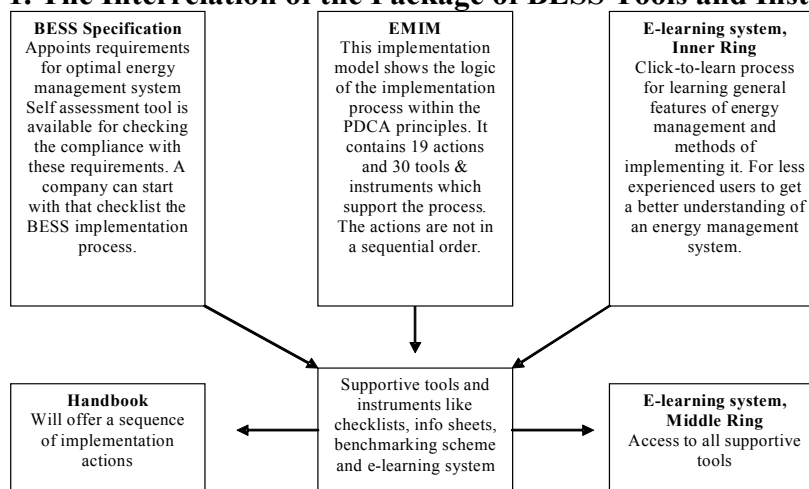 1. The Interrelation of the Package of BESS Tools and
BESS Specification
Appoints requirements
for optimal energy
management system
Self assessment tool is
available for checking
the compliance with
these requirements. A
company can start
with that checklist the
BESS implementation
process.
EMIM
This implementation
model shows the logic
of the implementation
process within the
PDCA principles. It
contains 19 actions
and 30 tools &
instruments which
support the process.
The actions are not in
a sequential order.
E-learning system,
Inner Ring
Click-to-learn process
for learning general
features of energy
management and
methods of
implementing it. For less
experienced users to get
a better understanding of
an energy management
system.
Handbook
Will offer a sequence
of implementation
actions
Supportive tools and
instruments like
checklists, info sheets,
benchmarking scheme
and e-learning system
E-learning system,
Middle Ring
Access to all supportive
tools